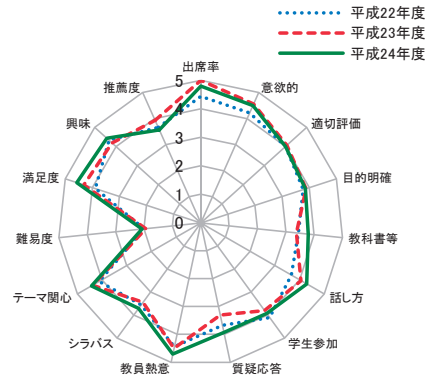 平成22年度
平成23年度
平成24年度
出席率
意欲的
適切評価
目的明確
教科書等
話し方
学生参加
質疑応答
教員熱意
シラバス
テーマ関心
難易度
満足度
興味
推薦度
5
4
3
2
1
0